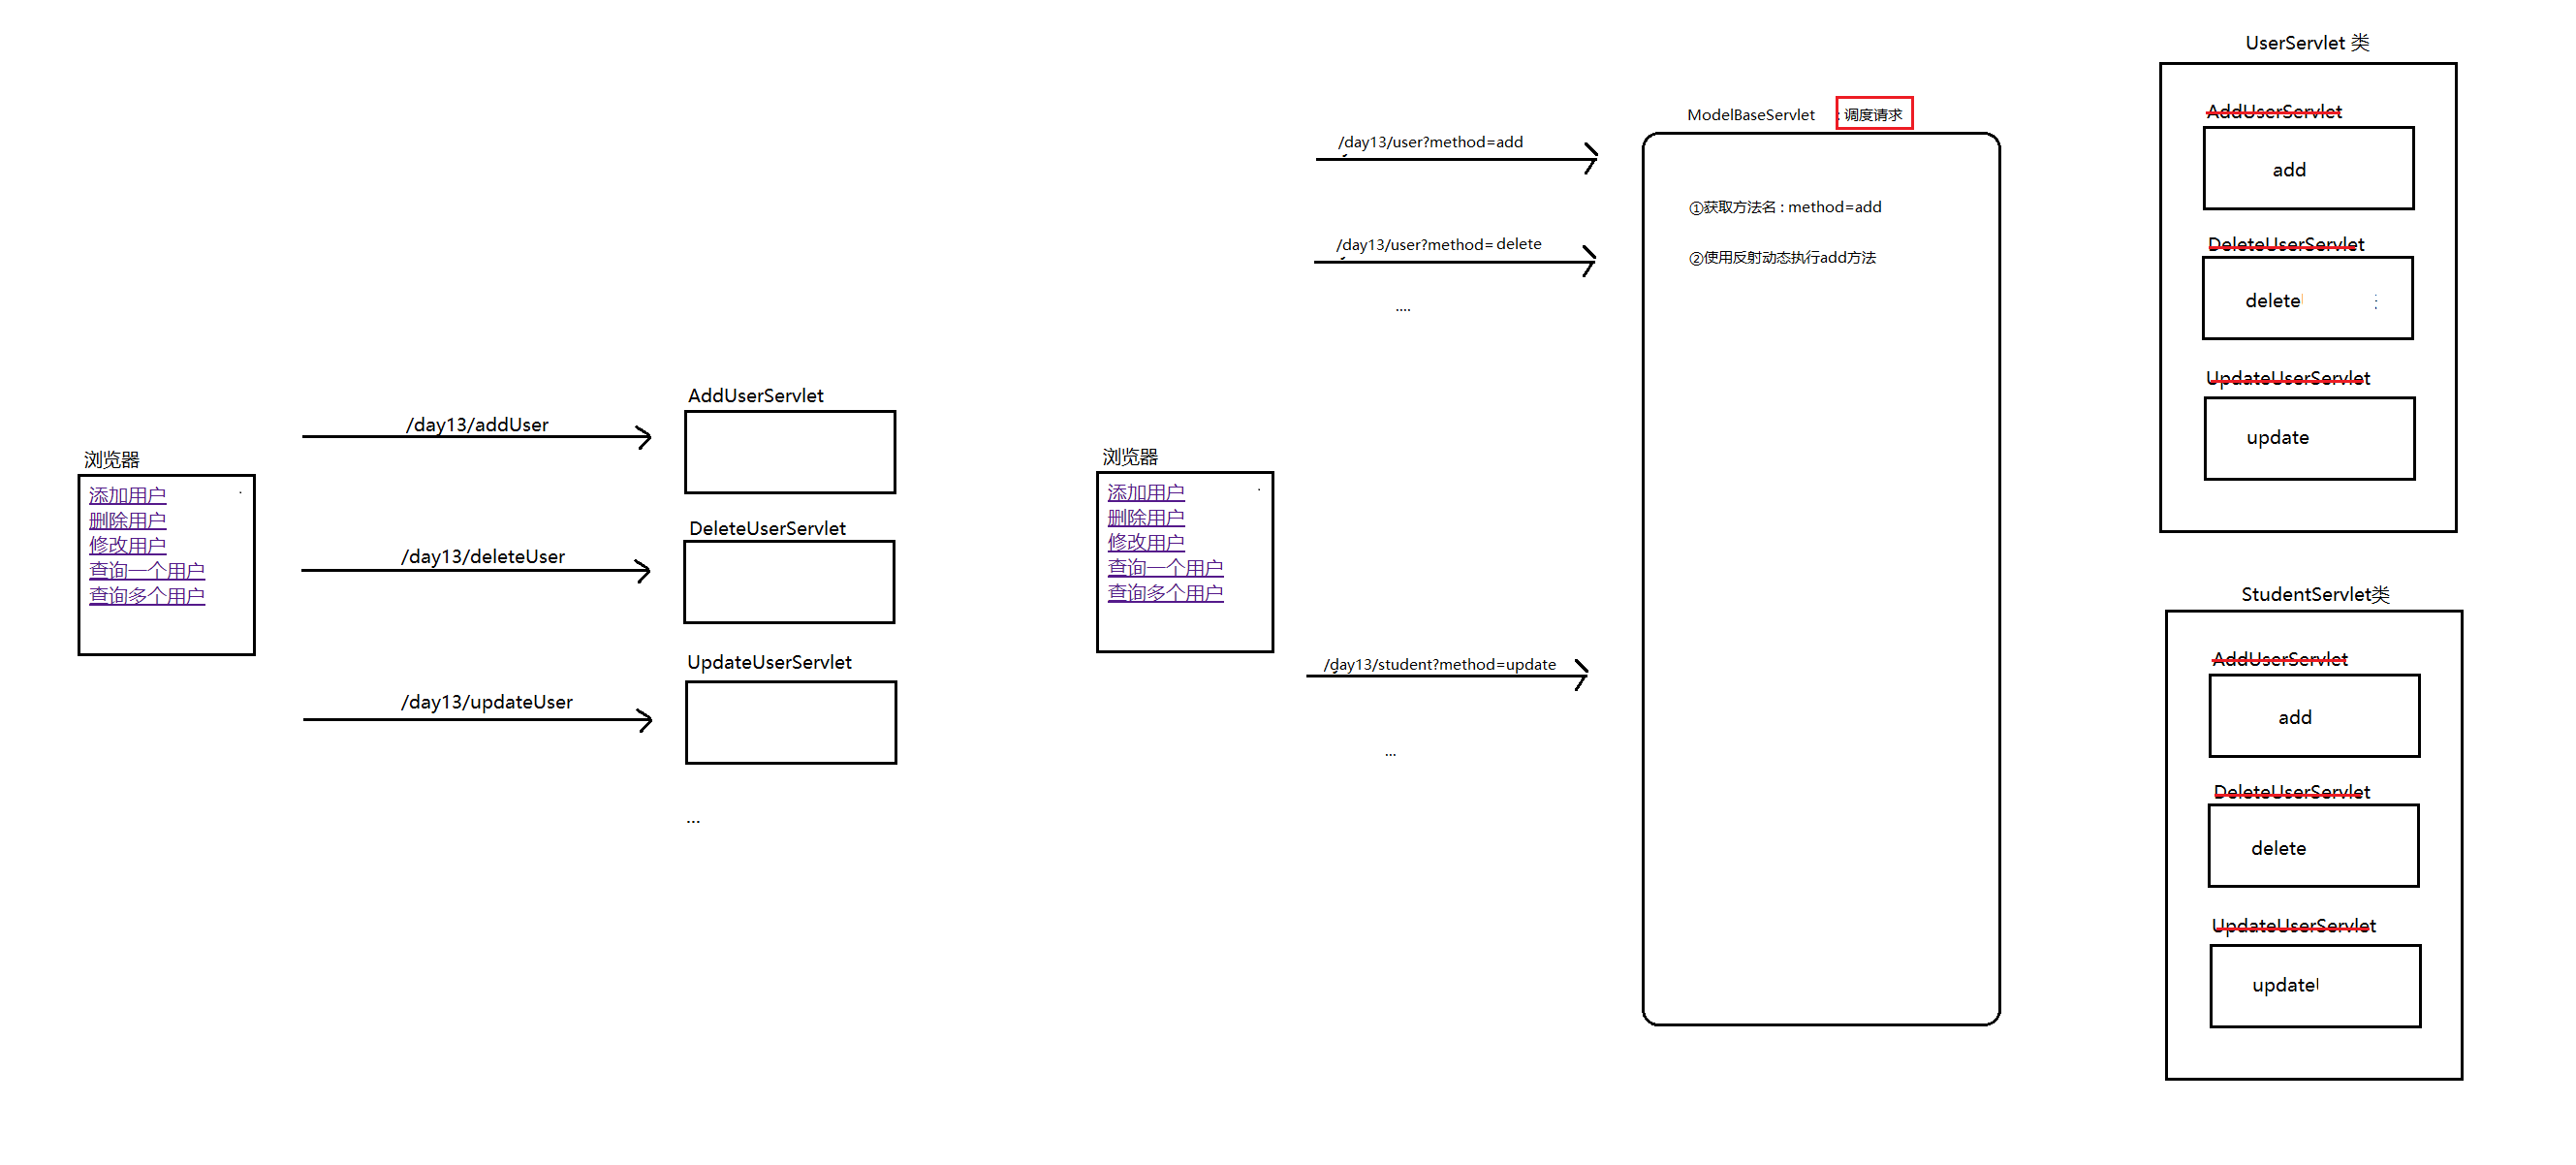 浏览器
添加用户
删除用户
修改用户
查询一个用户
查询多个用户
/day13/addUser
/day13/deleteUser
/day13/updateUser
AddUserServlet
DeleteUserServlet
UpdateUserServlet
...
浏览器
添加用户
删除用户
修改用户
查询一个用户
查询多个用户
/day13/user?method=add
/day13/user?method=delete
....
/day13/student?method=update
...
ModelBaseServlet : 调度请求
①获取方法名：method=add
②使用反射动态执行add方法
UserServlet 类
AddUserServlet
add
DeleteUserServlet
delete
UpdateUserServlet
update
StudentServlet类
AddUserServlet
add
DeleteUserServlet
delete
UpdateUserServlet
update